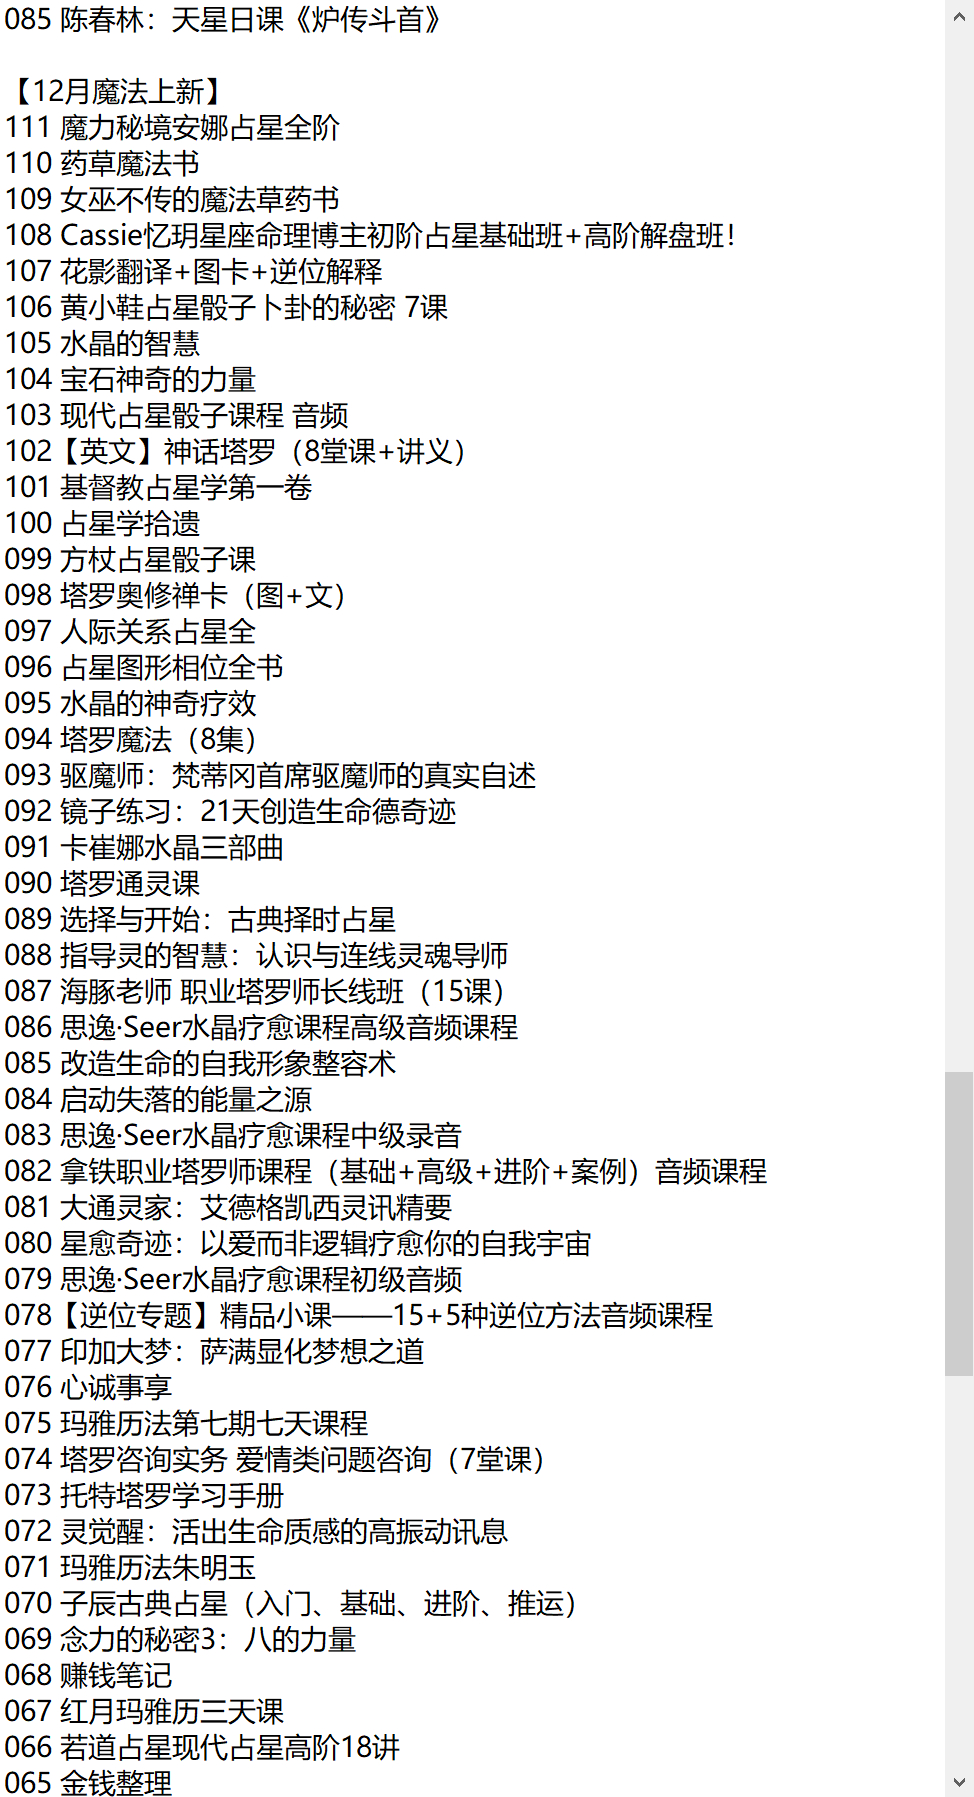 085 陈春林：天星日课《炉传斗首》
【12月魔法上新】
111 魔力秘境安娜占星全阶
110 药草魔法书
109 女巫不传的魔法草药书
108 Cassie忆玥星座命理博主初阶占星基础班+高阶解盘班！
107 花影翻译+图卡+逆位解释
106 黄小鞋占星骰子卜卦的秘密 7课
105 水晶的智慧
104 宝石神奇的力量
103 现代占星骰子课程 音频
102【英文】神话塔罗（8堂课+讲义）
101 基督教占星学第一卷
100 占星学拾遗
099 方杖占星骰子课
098 塔罗奥修禅卡（图+文）
097 人际关系占星全
096 占星图形相位全书
095 水晶的神奇疗效
094 塔罗魔法（8集）
093 驱魔师：梵蒂冈首席驱魔师的真实自述
092 镜子练习：21天创造生命德奇迹
091 卡崔娜水晶三部曲
090 塔罗通灵课
089 选择与开始：古典择时占星
088 指导灵的智慧：认识与连线灵魂导师
087 海豚老师 职业塔罗师长线班（15课）
086 思逸·Seer水晶疗愈课程高级音频课程
085 改造生命的自我形象整容术
084 启动失落的能量之源
083 思逸·Seer水晶疗愈课程中级录音
082 拿铁职业塔罗师课程（基础+高级+进阶+案例）音频课程
081 大通灵家：艾德格凯西灵讯精要
080 星愈奇迹：以爱而非逻辑疗愈你的自我宇宙
079 思逸·Seer水晶疗愈课程初级音频
078【逆位专题】精品小课——15+5种逆位方法音频课程
077 印加大梦：萨满显化梦想之道
076 心诚事享
075 玛雅历法第七期七天课程
074 塔罗咨询实务 爱情类问题咨询（7堂课）
073 托特塔罗学习手册
072 灵觉醒：活出生命质感的高振动讯息
071 玛雅历法朱明玉
070 子辰古典占星（入门、基础、进阶、推运）
069 念力的秘密3：八的力量
068 赚钱笔记
067 红月玛雅历三天课
066 若道占星现代占星高阶18讲
065 金钱整理